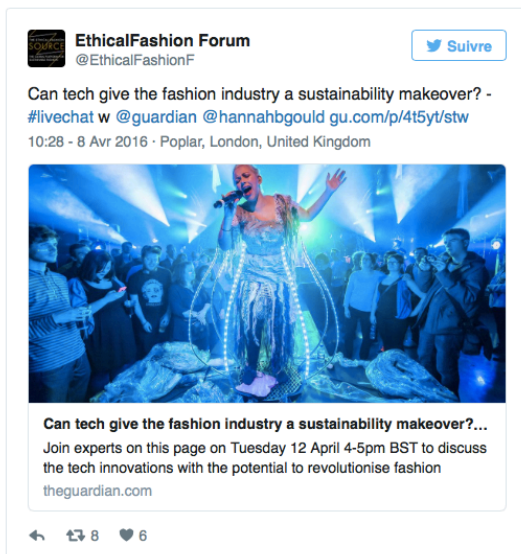 SOURCE
EthicalFashion Forum
@EthicalFashionF
Suivre
Can tech give the fashion industry a sustainability makeover? -
#livechat w @guardian @hannahbgould gu.com/p/4t5yt/stw
10:28 - 8 Avr 2016 · Poplar, London, United Kingdom
Can tech give the fashion industry a sustainability makeover?...
Join experts on this page on Tuesday 12 April 4-5pm BST to discuss
the tech innovations with the potential to revolutionise fashion
theguardian.com
8
6